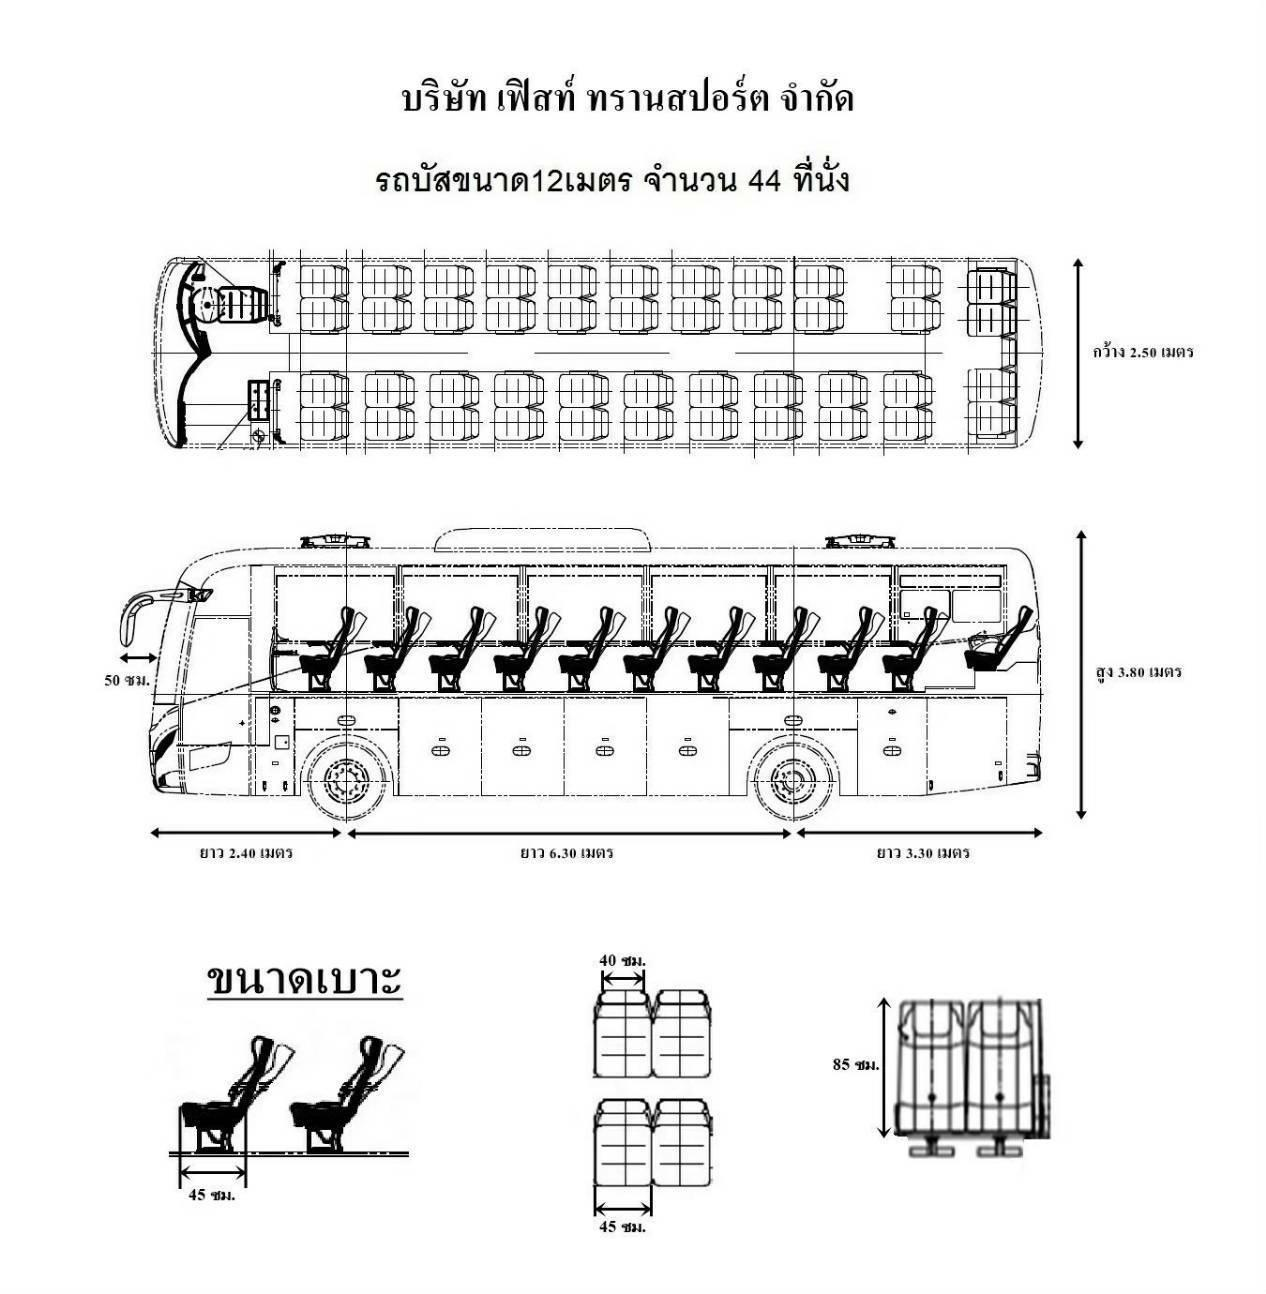 บริษัท เฟิสท์ ทรานสปอร์ต จำกัด
รถบัสขนาด12เมตร จำนวน 44 ที่นั่ง
กว้าง 2.50 เมตร
50 ซม.
สูง 3.80 เมตร
ยาว 2.40 เมตร
ยาว 6.30 เมตร
ยาว 3.30 เมตร
ขนาดเบาะ
40 ซม.
85 ซม.
45 ซม.
45 ซม.